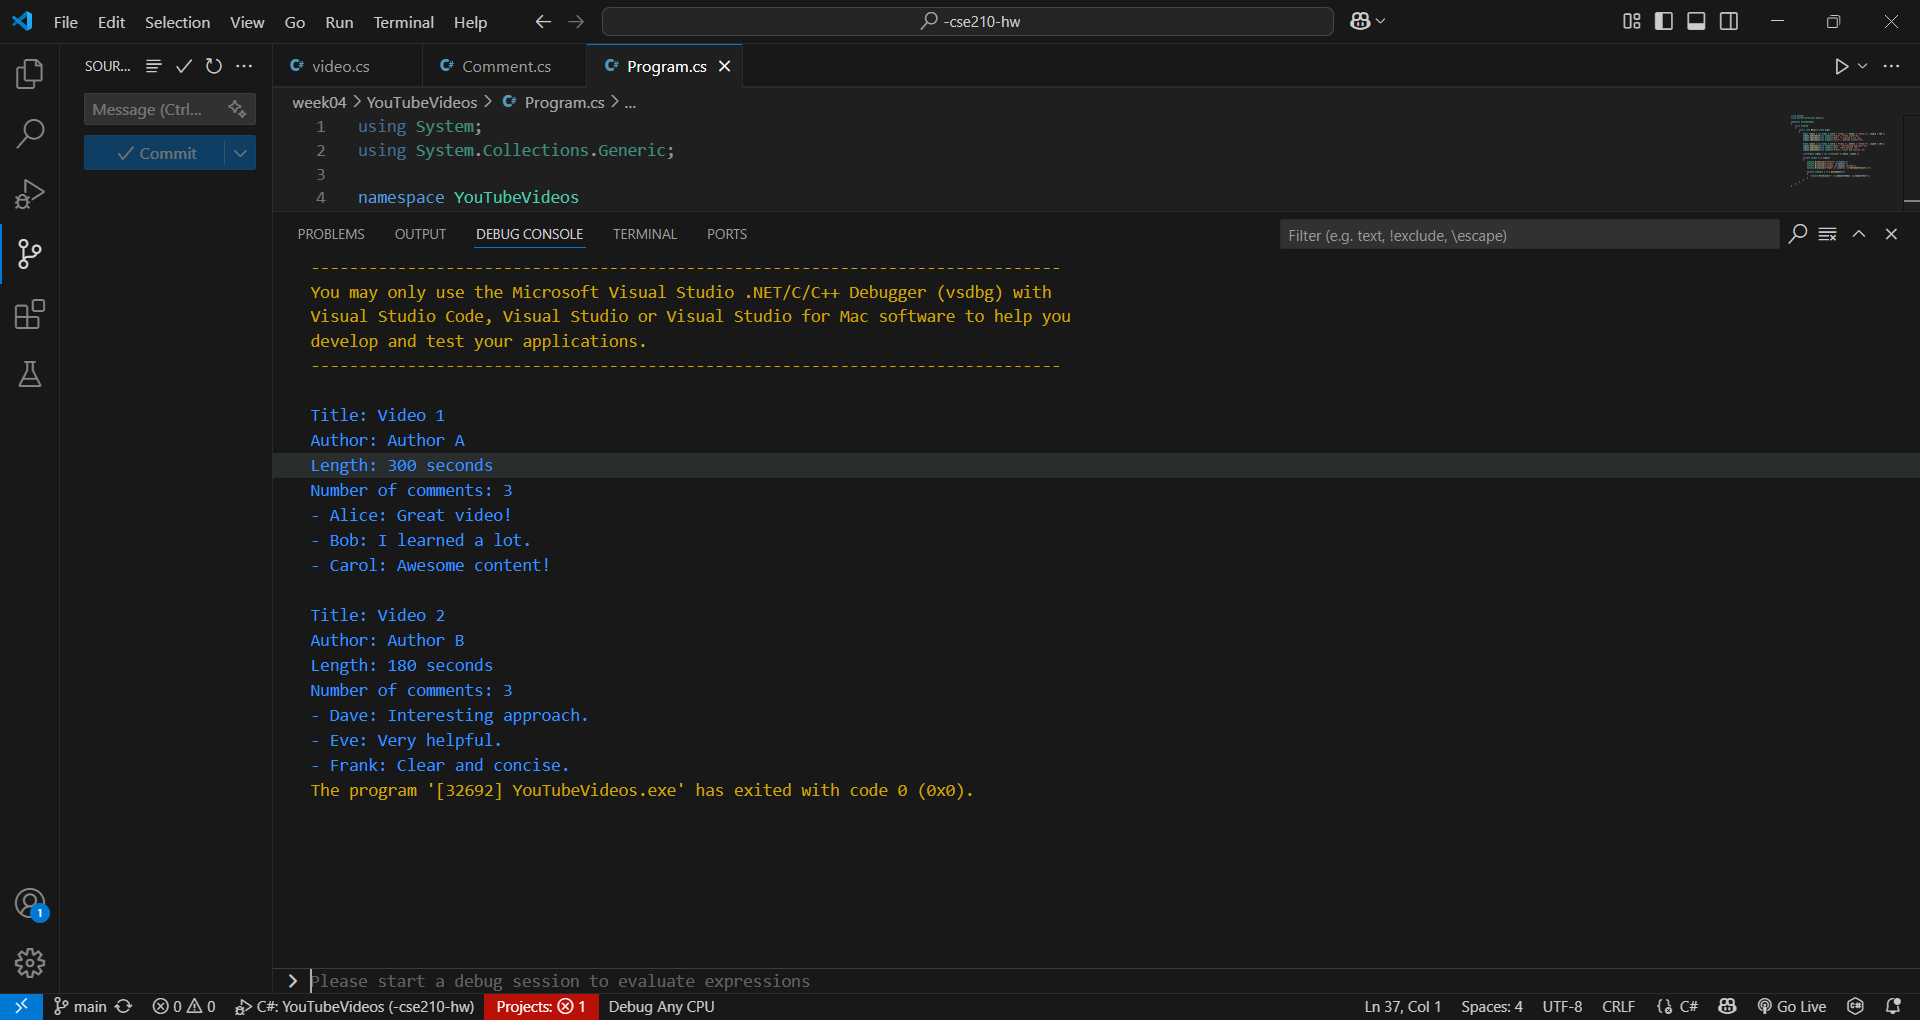 File Edit Selection View Go Run Terminal Help
-cse210-hw
SOUR...
video.cs
Comment.cs
Program.cs
Message (Ctrl...
Commit
week04 > YouTubeVideos > Program.cs > ...
1 using System;
2 using System.Collections.Generic;
3
4 namespace YouTubeVideos
PROBLEMS OUTPUT DEBUG CONSOLE TERMINAL PORTS
Filter (e.g. text, !exclude, \escape)
------------------------------------------------------------------------------
You may only use the Microsoft Visual Studio .NET/C/C++ Debugger (vsdbg) with
Visual Studio Code, Visual Studio or Visual Studio for Mac software to help you
develop and test your applications.
------------------------------------------------------------------------------
Title: Video 1
Author: Author A
Length: 300 seconds
Number of comments: 3
- Alice: Great video!
- Bob: I learned a lot.
- Carol: Awesome content!
Title: Video 2
Author: Author B
Length: 180 seconds
Number of comments: 3
- Dave: Interesting approach.
- Eve: Very helpful.
- Frank: Clear and concise.
The program '[32692] YouTubeVideos.exe' has exited with code 0 (0x0).
1
> Please start a debug session to evaluate expressions
main 0 0 C#: YouTubeVideos (-cse210-hw) Projects: 1 Debug Any CPU
Ln 37, Col 1 Spaces: 4 UTF-8 CRLF C# Go Live